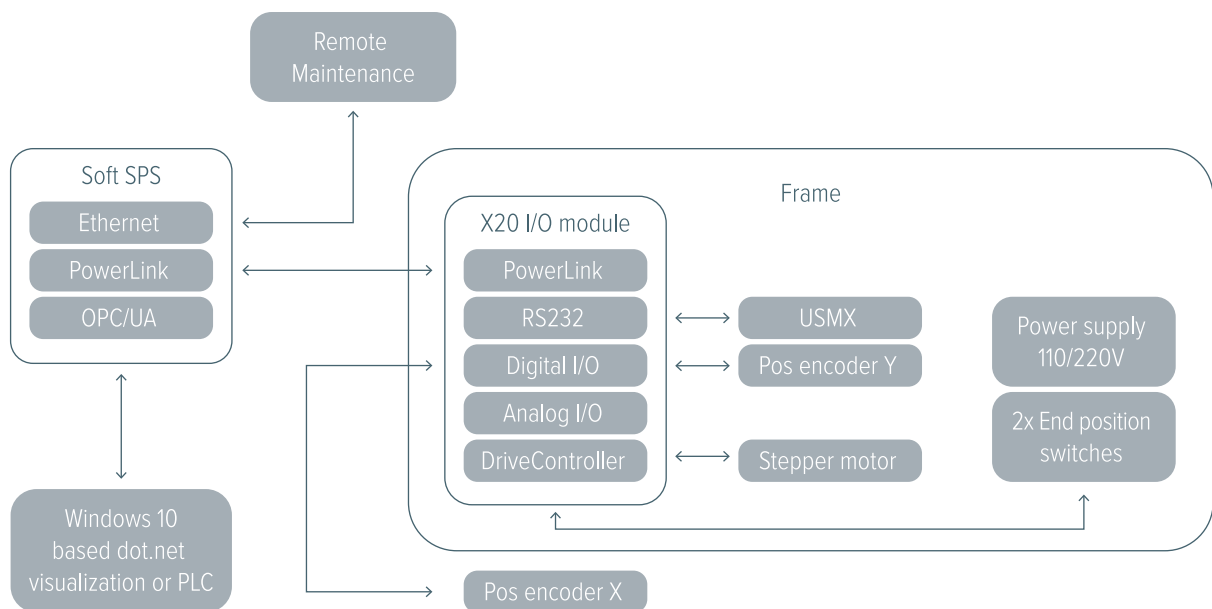 Remote
Maintenance
Soft SPS
Ethernet
PowerLink
OPC/UA
Windows 10
based dot.net
visualization or PLC
Frame
X20 I/O module
PowerLink
RS232
Digital I/O
Analog I/O
DriveController
USMX
Pos encoder Y
Stepper motor
Power supply
110/220V
2x End position
switches
Pos encoder X